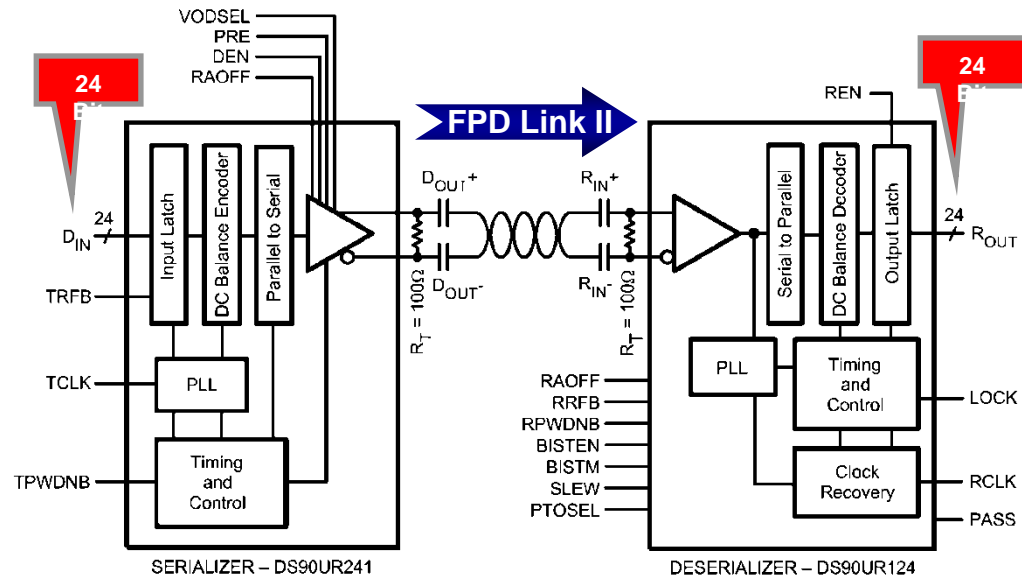 VODSEL
PRE
DEN
RAOFF
24
Bit
FPD Link II
24
Bit
REN
Input Latch
DC Balance Encoder
Parallel to Serial
24
DIN
TRFB
TCLK
PLL
TPWDNB
Timing
and
Control
DOUT+
DOUT-
RT = 100Ω
RIN+
RIN-
RT = 100Ω
Serial to Parallel
DC Balance Decoder
Output Latch
24
ROUT
PLL
Timing
and
Control
Clock
Recovery
RAOFF
RRFB
RPWDNB
BISTEN
BISTM
SLEW
PTOSEL
LOCK
RCLK
PASS
SERIALIZER – DS90UR241
DESERIALIZER – DS90UR124